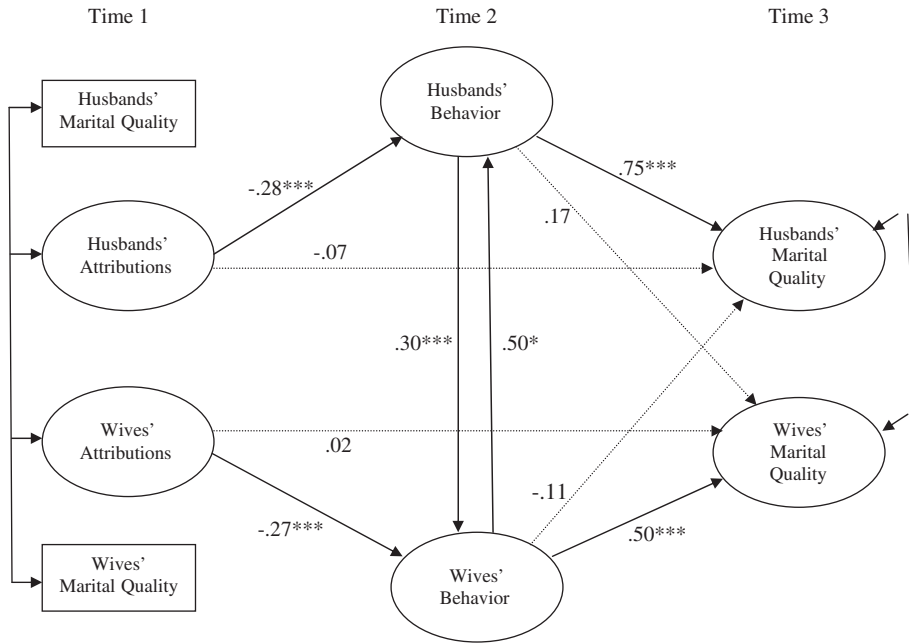 Time 1
Time 2
Time 3
Husbands’
Marital Quality
Husbands’
Behavior
-.28***
.75***
.17
Husbands’
Attributions
-.07
Husbands’
Marital
Quality
.30***
.50*
Wives’
Attributions
.02
Wives’
Marital
Quality
-.11
-.27***
.50***
Wives’
Marital Quality
Wives’
Behavior